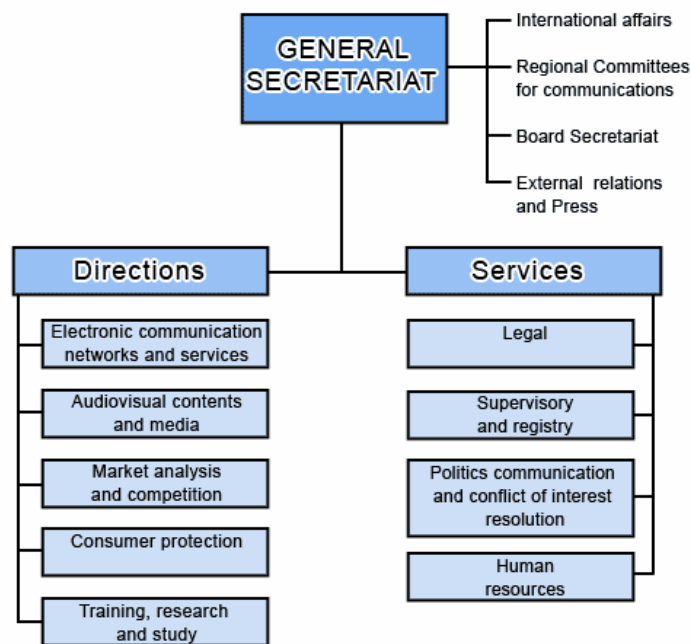 GENERAL
SECRETARIAT
International affairs
Regional Committees
for communications
Board Secretariat
External relations
and Press
Directions
Electronic communication
networks and services
Audiovisual contents
and media
Market analysis
and competition
Consumer protection
Training, research
and study
Services
Legal
Supervisory
and registry
Politics communication
and conflict of interest
resolution
Human
resources